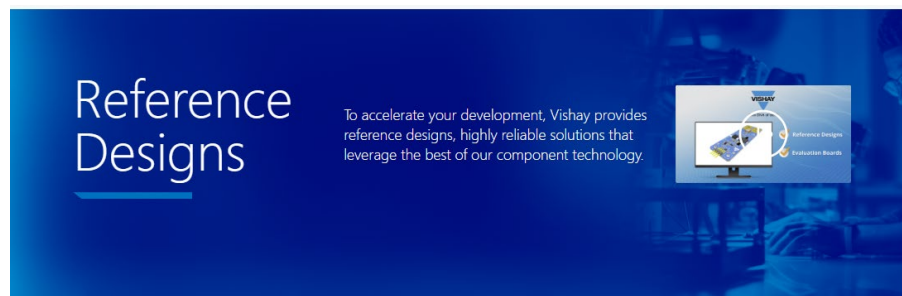 Reference
Designs
To accelerate your development, Vishay provides
reference designs, highly reliable solutions that
leverage the best of our component technology.
VISHAY
Reference Designs
Evaluation Boards